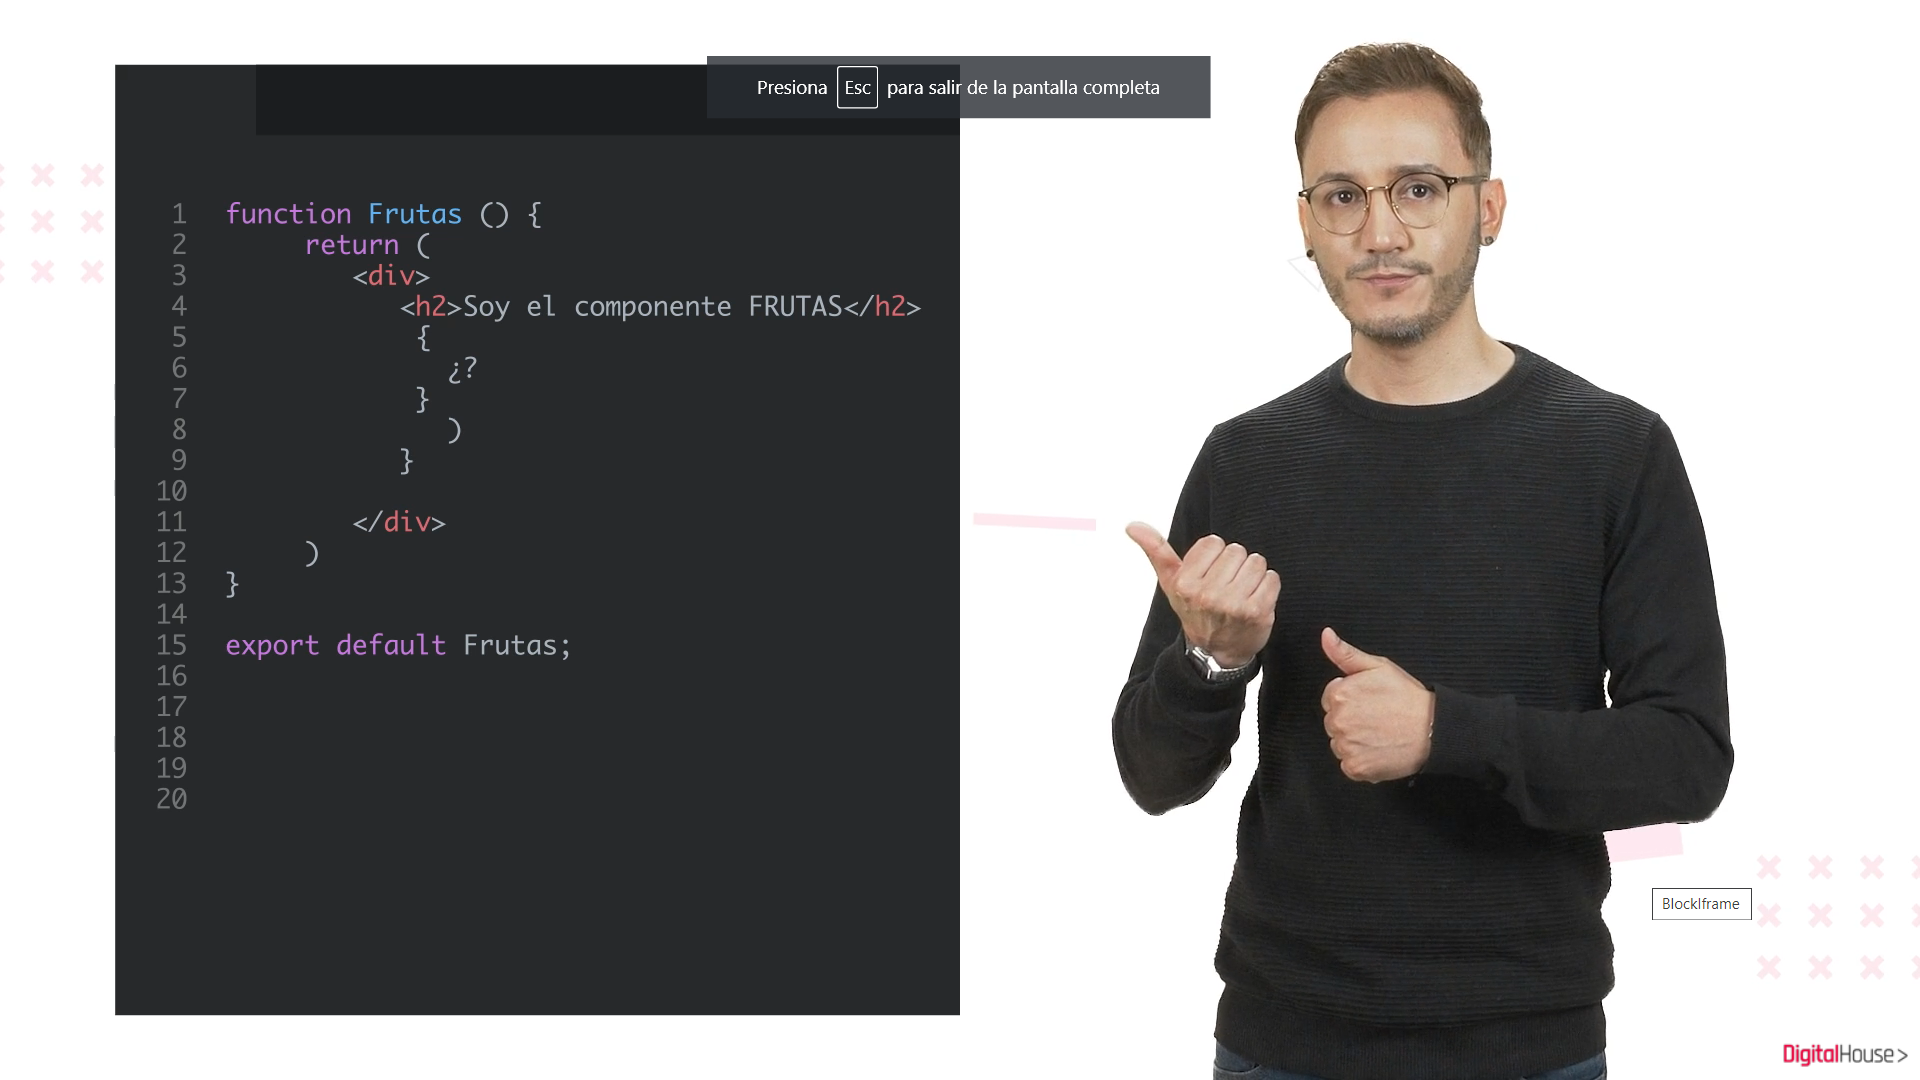 Presiona Esc para salir de la pantalla completa
1 function Frutas () {
2 return (
3 <div>
4 <h2>Soy el componente FRUTAS</h2>
5 {
6 ¿?
7 }
8 )
9 }
10
11 </div>
12 )
13 }
14
15 export default Frutas;
16
17
18
19
20
BlockIframe
DigitalHouse>